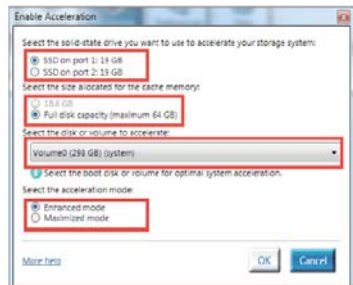 Enable Acceleration
Select the solid-state drive you want to use to accelerate your storage system:
SSD on port 1: 19 GB
SSD on port 2: 19 GB
Select the size allocated for the cache memory:
18.6 GB
Full disk capacity (maximum 64 GB)
Select the disk or volume to accelerate:
Volume0 (298 GB) (system)
Select the boot disk or volume for optimal system acceleration.
Select the acceleration mode:
Enhanced mode
Maximized mode
More help
OK
Cancel